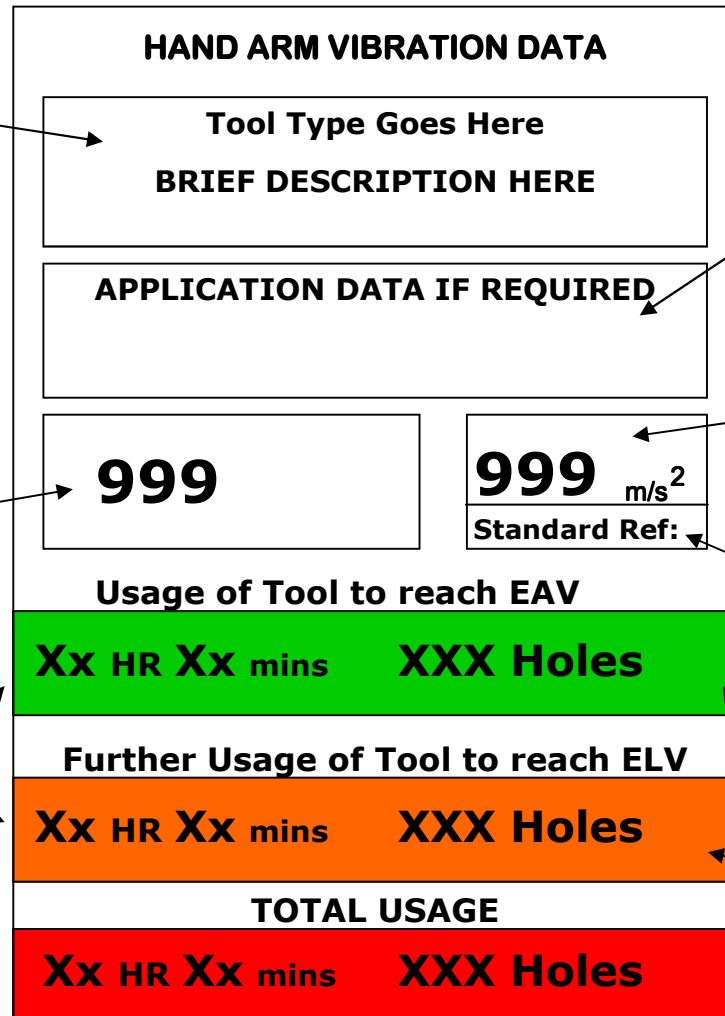 HAND ARM VIBRATION DATA
Tool Type Goes Here
BRIEF DESCRIPTION HERE
APPLICATION DATA IF REQUIRED
999
999 m/s²
Standard Ref:
Usage of Tool to reach EAV
Xx HR Xx mins XXX Holes
Further Usage of Tool to reach ELV
Xx HR Xx mins XXX Holes
TOTAL USAGE
Xx HR Xx mins XXX Holes